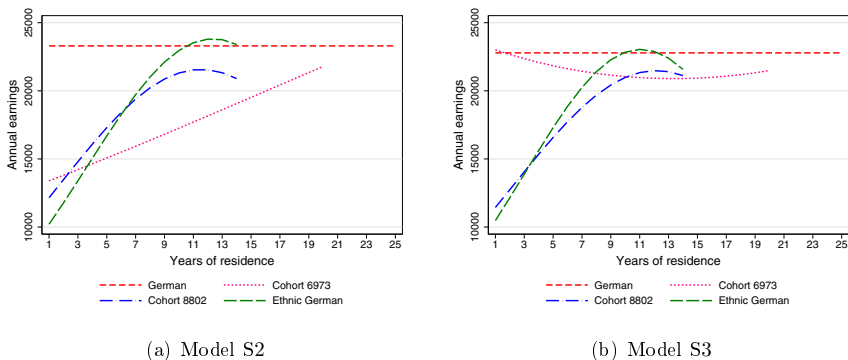 25000
20000
15000
10000
Annual earnings
1 3 5 7 9 11 13 15 17 19 21 23 25
Years of residence
German Cohort 6973
Cohort 8802 Ethnic German
(a) Model S2
25000
20000
15000
10000
Annual earnings
1 3 5 7 9 11 13 15 17 19 21 23 25
Years of residence
German Cohort 6973
Cohort 8802 Ethnic German
(b) Model S3